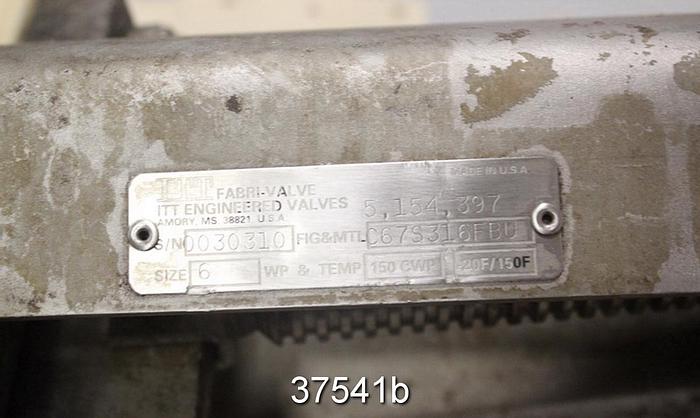 MADE IN U.S.A.
ITT FABRI-VALVE
ITT ENGINEERED VALVES 5,154,397
AMORY, MS. 38821 U.S.A.
S/N 0030310 FIG&MTL C67S316FBU
SIZE 6 WP & TEMP 150 CWP -20F/150F
37541b